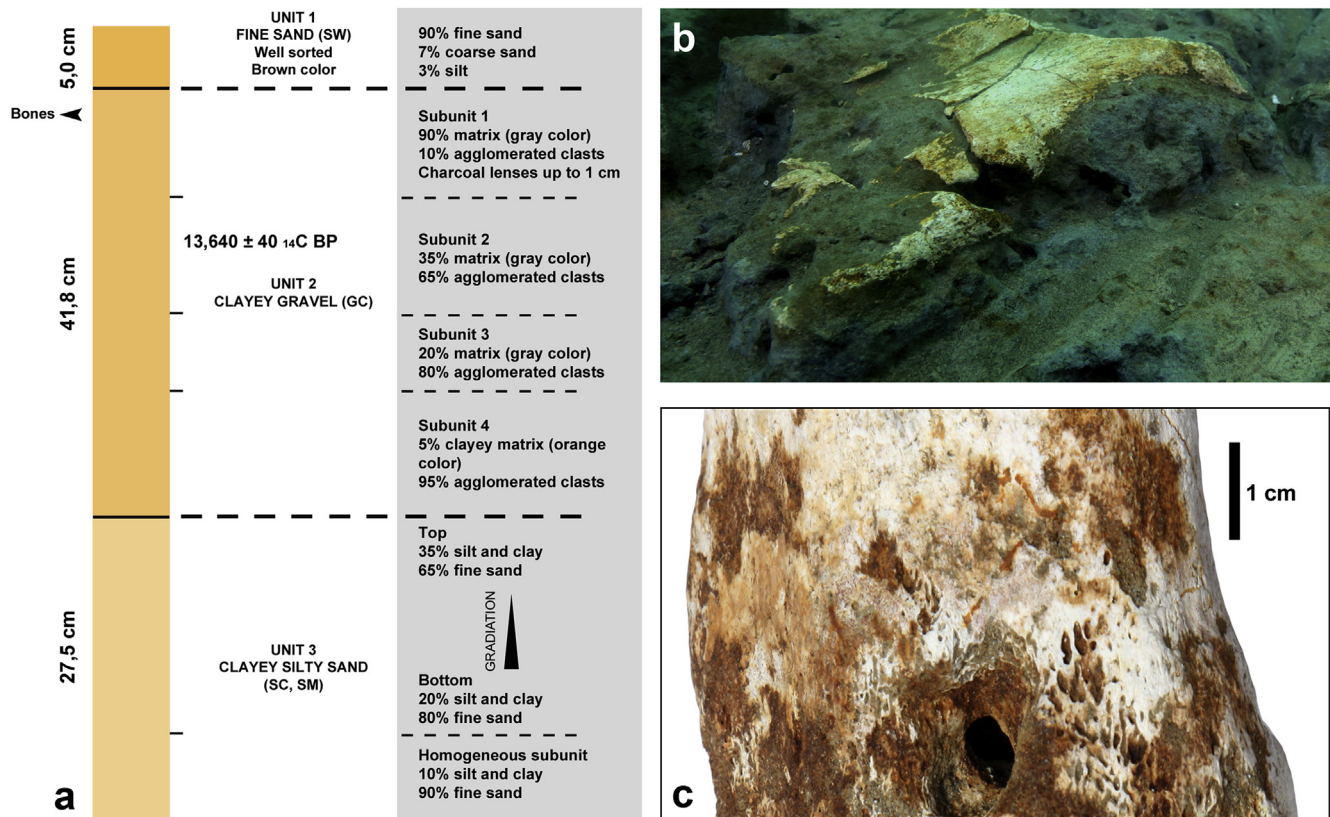 5,0 cm
UNIT 1
FINE SAND (SW)
Well sorted
Brown color
90% fine sand
7% coarse sand
3% silt
Bones
41,8 cm
13,640 ± 40 14C BP
UNIT 2
CLAYEY GRAVEL (GC)
Subunit 1
90% matrix (gray color)
10% agglomerated clasts
Charcoal lenses up to 1 cm
Subunit 2
35% matrix (gray color)
65% agglomerated clasts
Subunit 3
20% matrix (gray color)
80% agglomerated clasts
Subunit 4
5% clayey matrix (orange
color)
95% agglomerated clasts
27,5 cm
UNIT 3
CLAYEY SILTY SAND
(SC, SM)
Top
35% silt and clay
65% fine sand
GRADIATION
Bottom
20% silt and clay
80% fine sand
Homogeneous subunit
10% silt and clay
90% fine sand
a
b
1 cm
c